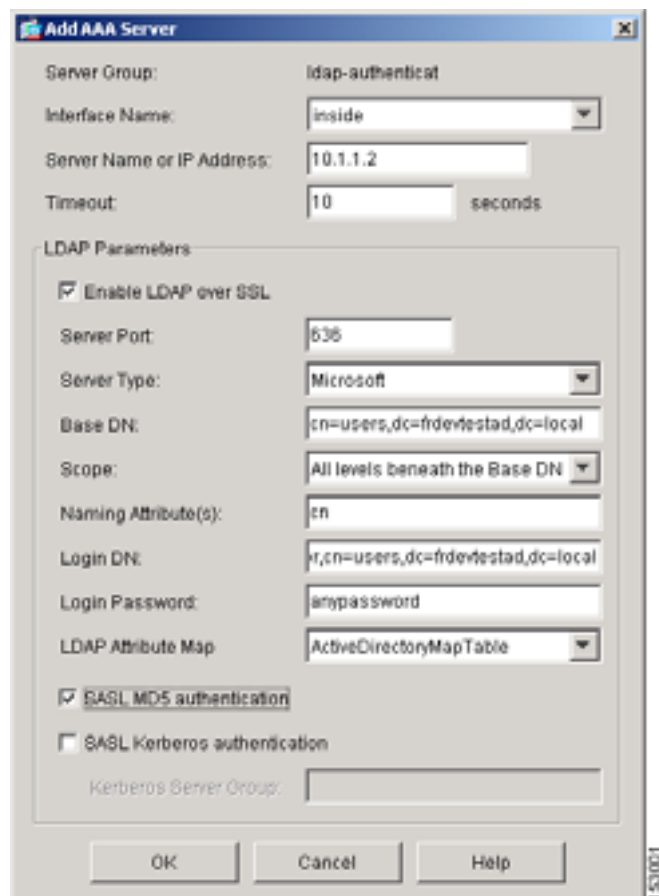 Add AAA Server
Server Group: ldap-authenticat
Interface Name: inside
Server Name or IP Address: 10.1.1.2
Timeout: 10 seconds
LDAP Parameters
Enable LDAP over SSL
Server Port: 636
Server Type: Microsoft
Base DN: cn=users,dc=frdevtestad,dc=local
Scope: All levels beneath the Base DN
Naming Attribute(s): cn
Login DN: r,cn=users,dc=frdevtestad,dc=local
Login Password: anypassword
LDAP Attribute Map ActiveDirectoryMapTable
SASL MD5 authentication
SASL Kerberos authentication
Kerberos Server Group:
OK Cancel Help